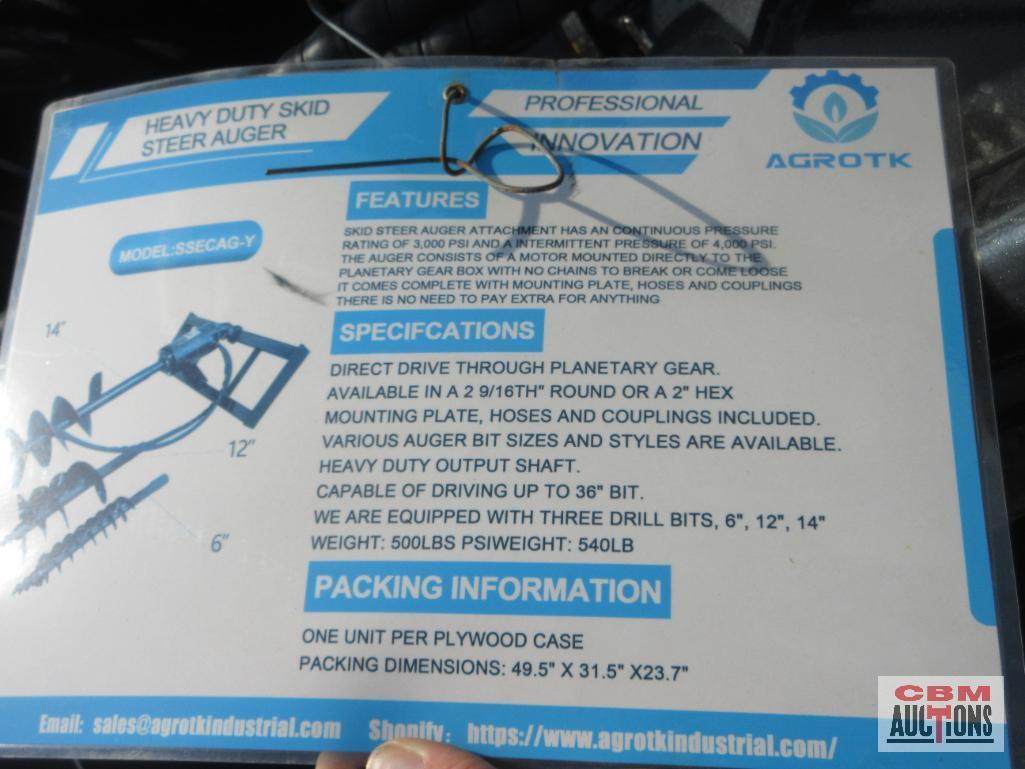 HEAVY DUTY SKID
STEER AUGER
PROFESSIONAL
INNOVATION
AGROTK
MODEL:SSECAG-Y
FEATURES
SKID STEER AUGER ATTACHMENT HAS AN CONTINUOUS PRESSURE
RATING OF 3,000 PSI AND A INTERMITTENT PRESSURE OF 4,000 PSI.
THE AUGER CONSISTS OF A MOTOR MOUNTED DIRECTLY TO THE
PLANETARY GEAR BOX WITH NO CHAINS TO BREAK OR COME LOOSE
IT COMES COMPLETE WITH MOUNTING PLATE, HOSES AND COUPLINGS
THERE IS NO NEED TO PAY EXTRA FOR ANYTHING
14"
12"
6"
SPECIFCATIONS
DIRECT DRIVE THROUGH PLANETARY GEAR.
AVAILABLE IN A 2 9/16TH" ROUND OR A 2" HEX
MOUNTING PLATE, HOSES AND COUPLINGS INCLUDED.
VARIOUS AUGER BIT SIZES AND STYLES ARE AVAILABLE.
HEAVY DUTY OUTPUT SHAFT.
CAPABLE OF DRIVING UP TO 36" BIT.
WE ARE EQUIPPED WITH THREE DRILL BITS, 6", 12", 14"
WEIGHT: 500LBS PSIWEIGHT: 540LB
PACKING INFORMATION
ONE UNIT PER PLYWOOD CASE
PACKING DIMENSIONS: 49.5" X 31.5" X23.7"
Email: sales@agrotkindustrial.com Shopify: https://www.agrotkindustrial.com/
CBM
AUCTIONS